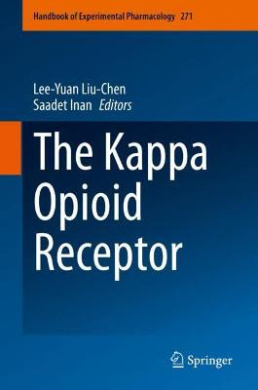 Handbook of Experimental Pharmacology 271
Lee-Yuan Liu-Chen
Saadet Inan Editors
The Kappa
Opioid
Receptor
Springer